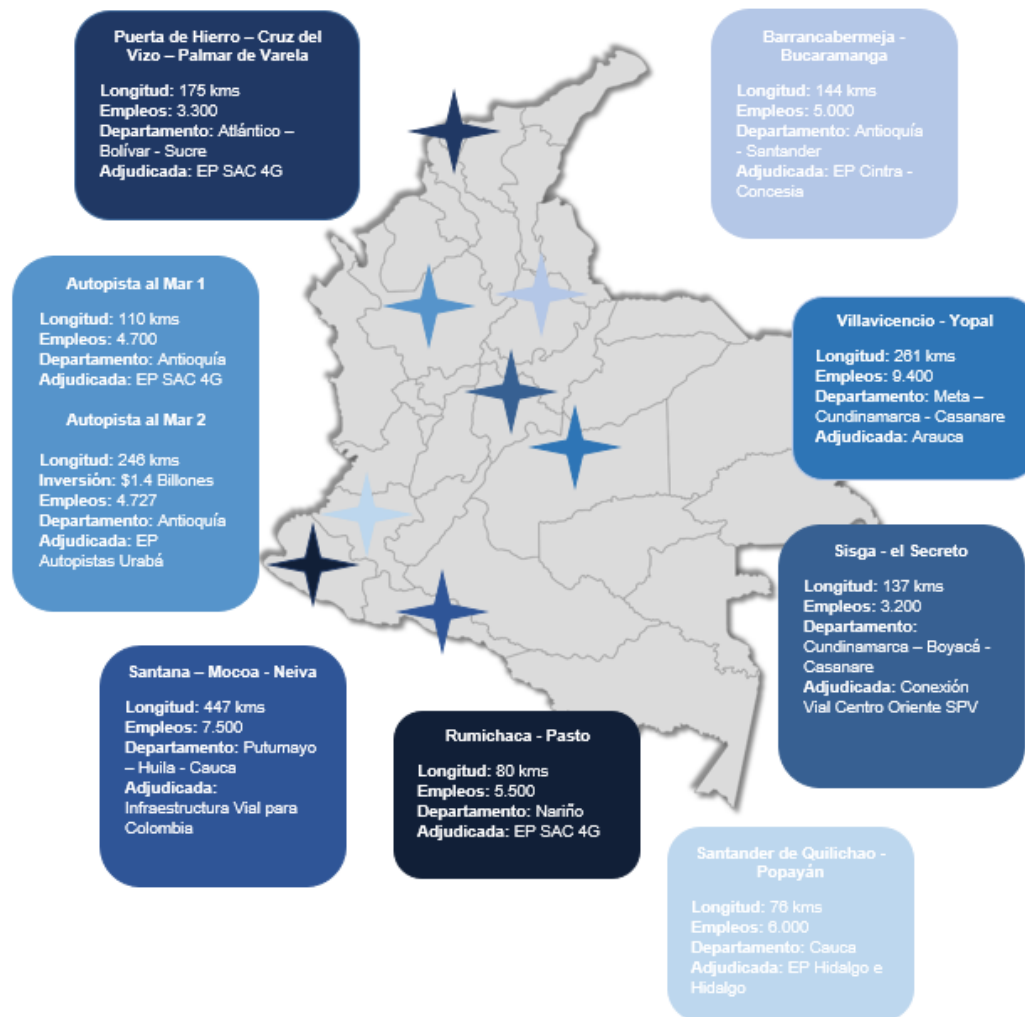 Puerta de Hierro – Cruz del
Vizo – Palmar de Varela
Longitud: 175 kms
Empleos: 3.300
Departamento: Atlántico –
Bolívar - Sucre
Adjudicada: EP SAC 4G
Barrancabermeja -
Bucaramanga
Longitud: 144 kms
Empleos: 5.000
Departamento: Antioquía
- Santander
Adjudicada: EP Cintra -
Concesia
Autopista al Mar 1
Longitud: 110 kms
Empleos: 4.700
Departamento: Antioquía
Adjudicada: EP SAC 4G
Autopista al Mar 2
Longitud: 246 kms
Inversión: $1.4 Billones
Empleos: 4.727
Departamento: Antioquía
Adjudicada: EP
Autopistas Urabá
Villavicencio - Yopal
Longitud: 261 kms
Empleos: 9.400
Departamento: Meta –
Cundinamarca - Casanare
Adjudicada: Arauca
Sisga - el Secreto
Longitud: 137 kms
Empleos: 3.200
Departamento:
Cundinamarca – Boyacá -
Casanare
Adjudicada: Conexión
Vial Centro Oriente SPV
Santana – Mocoa - Neiva
Longitud: 447 kms
Empleos: 7.500
Departamento: Putumayo
– Huila - Cauca
Adjudicada:
Infraestructura Vial para
Colombia
Rumichaca - Pasto
Longitud: 80 kms
Empleos: 5.500
Departamento: Nariño
Adjudicada: EP SAC 4G
Santander de Quilichao -
Popayán
Longitud: 76 kms
Empleos: 6.000
Departamento: Cauca
Adjudicada: EP Hidalgo e
Hidalgo